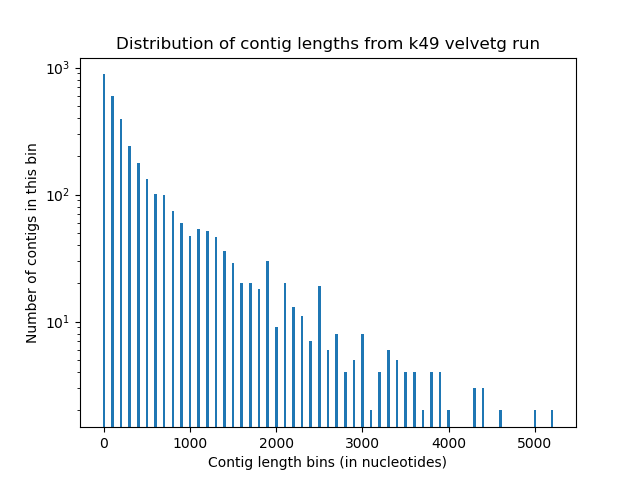 Distribution of contig lengths from k49 velvetg run
10³
10²
10¹
Number of contigs in this bin
0 1000 2000 3000 4000 5000
Contig length bins (in nucleotides)